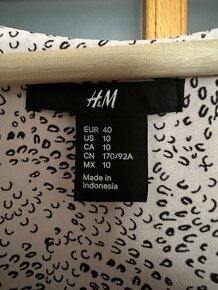 H&M
EUR 40
US 10
CA 10
CN 170/92A
MX 10
Made in
Indonesia